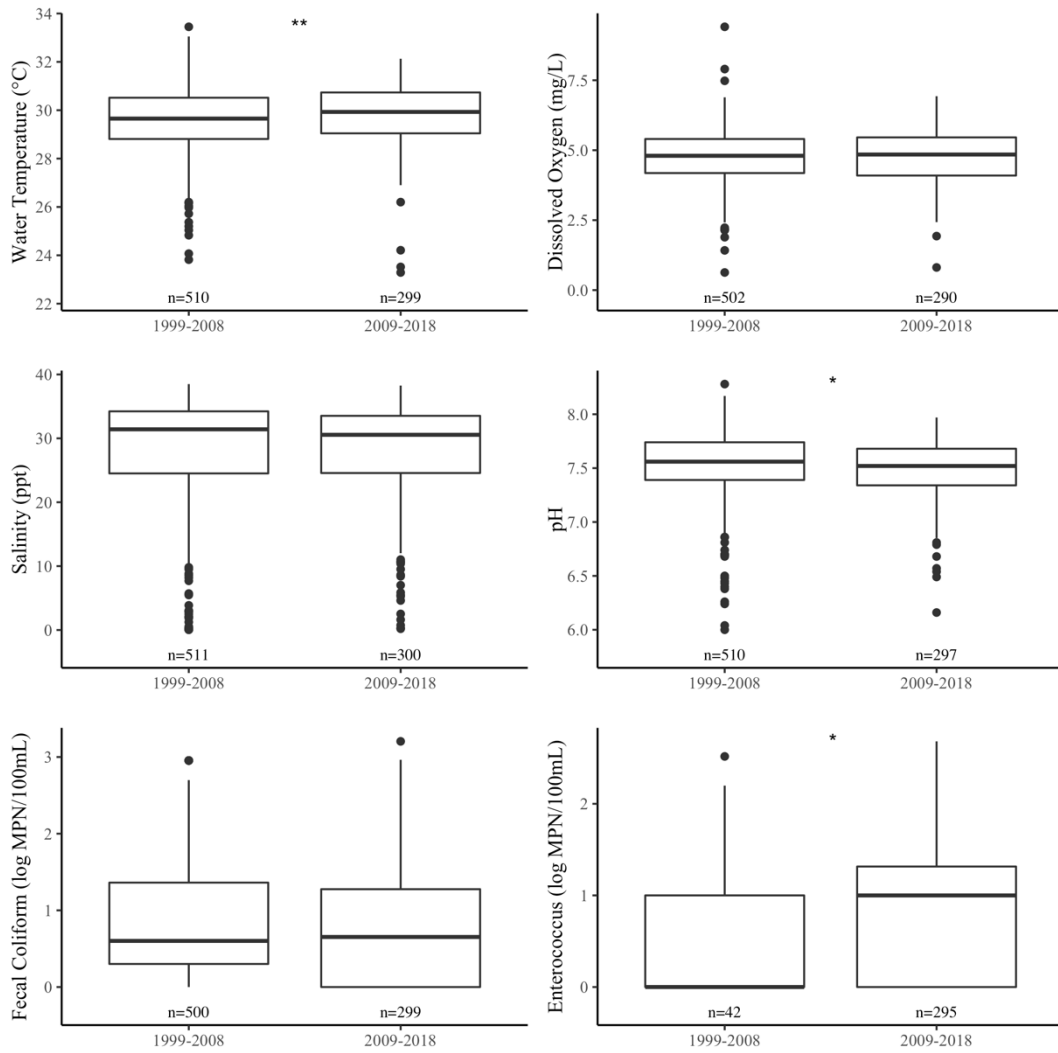 Water Temperature (°C)
34
32
30
28
26
24
22
**
n=510
n=299
1999-2008
2009-2018
Dissolved Oxygen (mg/L)
7.5
5.0
2.5
0.0
n=502
n=290
1999-2008
2009-2018
Salinity (ppt)
40
30
20
10
0
n=511
n=300
1999-2008
2009-2018
pH
8.0
7.5
7.0
6.5
6.0
*
n=510
n=297
1999-2008
2009-2018
Fecal Coliform (log MPN/100mL)
3
2
1
0
n=500
n=299
1999-2008
2009-2018
Enterococcus (log MPN/100mL)
2
1
0
*
n=42
n=295
1999-2008
2009-2018